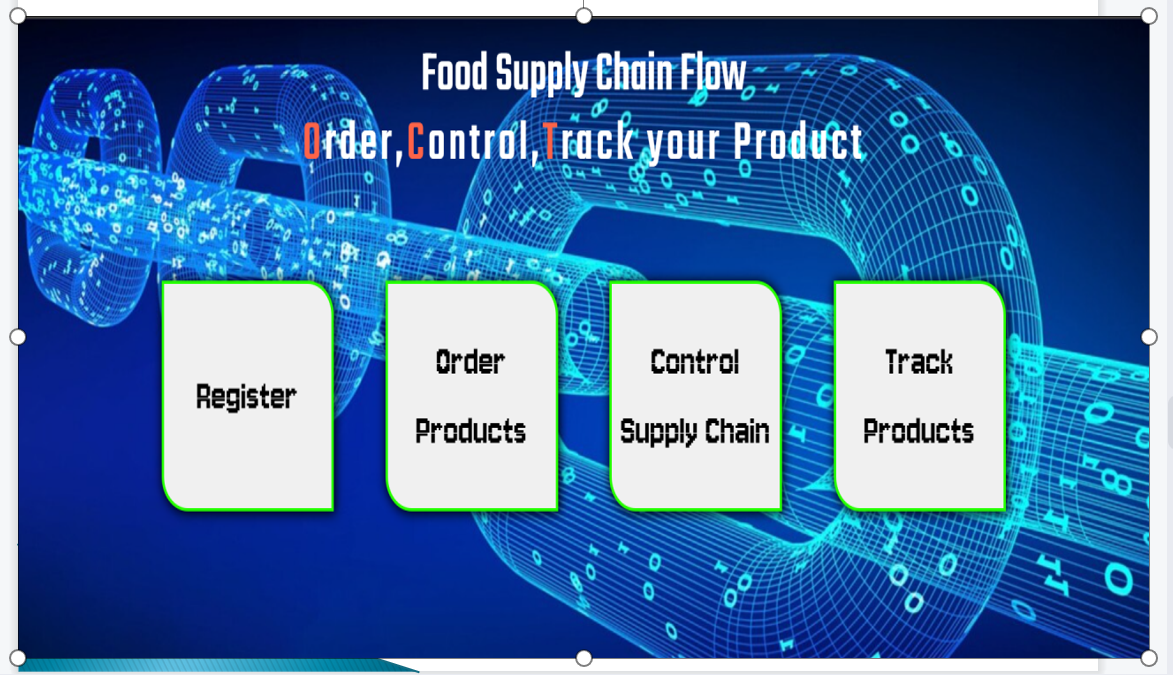 Food Supply Chain Flow
Order,Control,Track your Product
Register
Order
Products
Control
Supply Chain
Track
Products